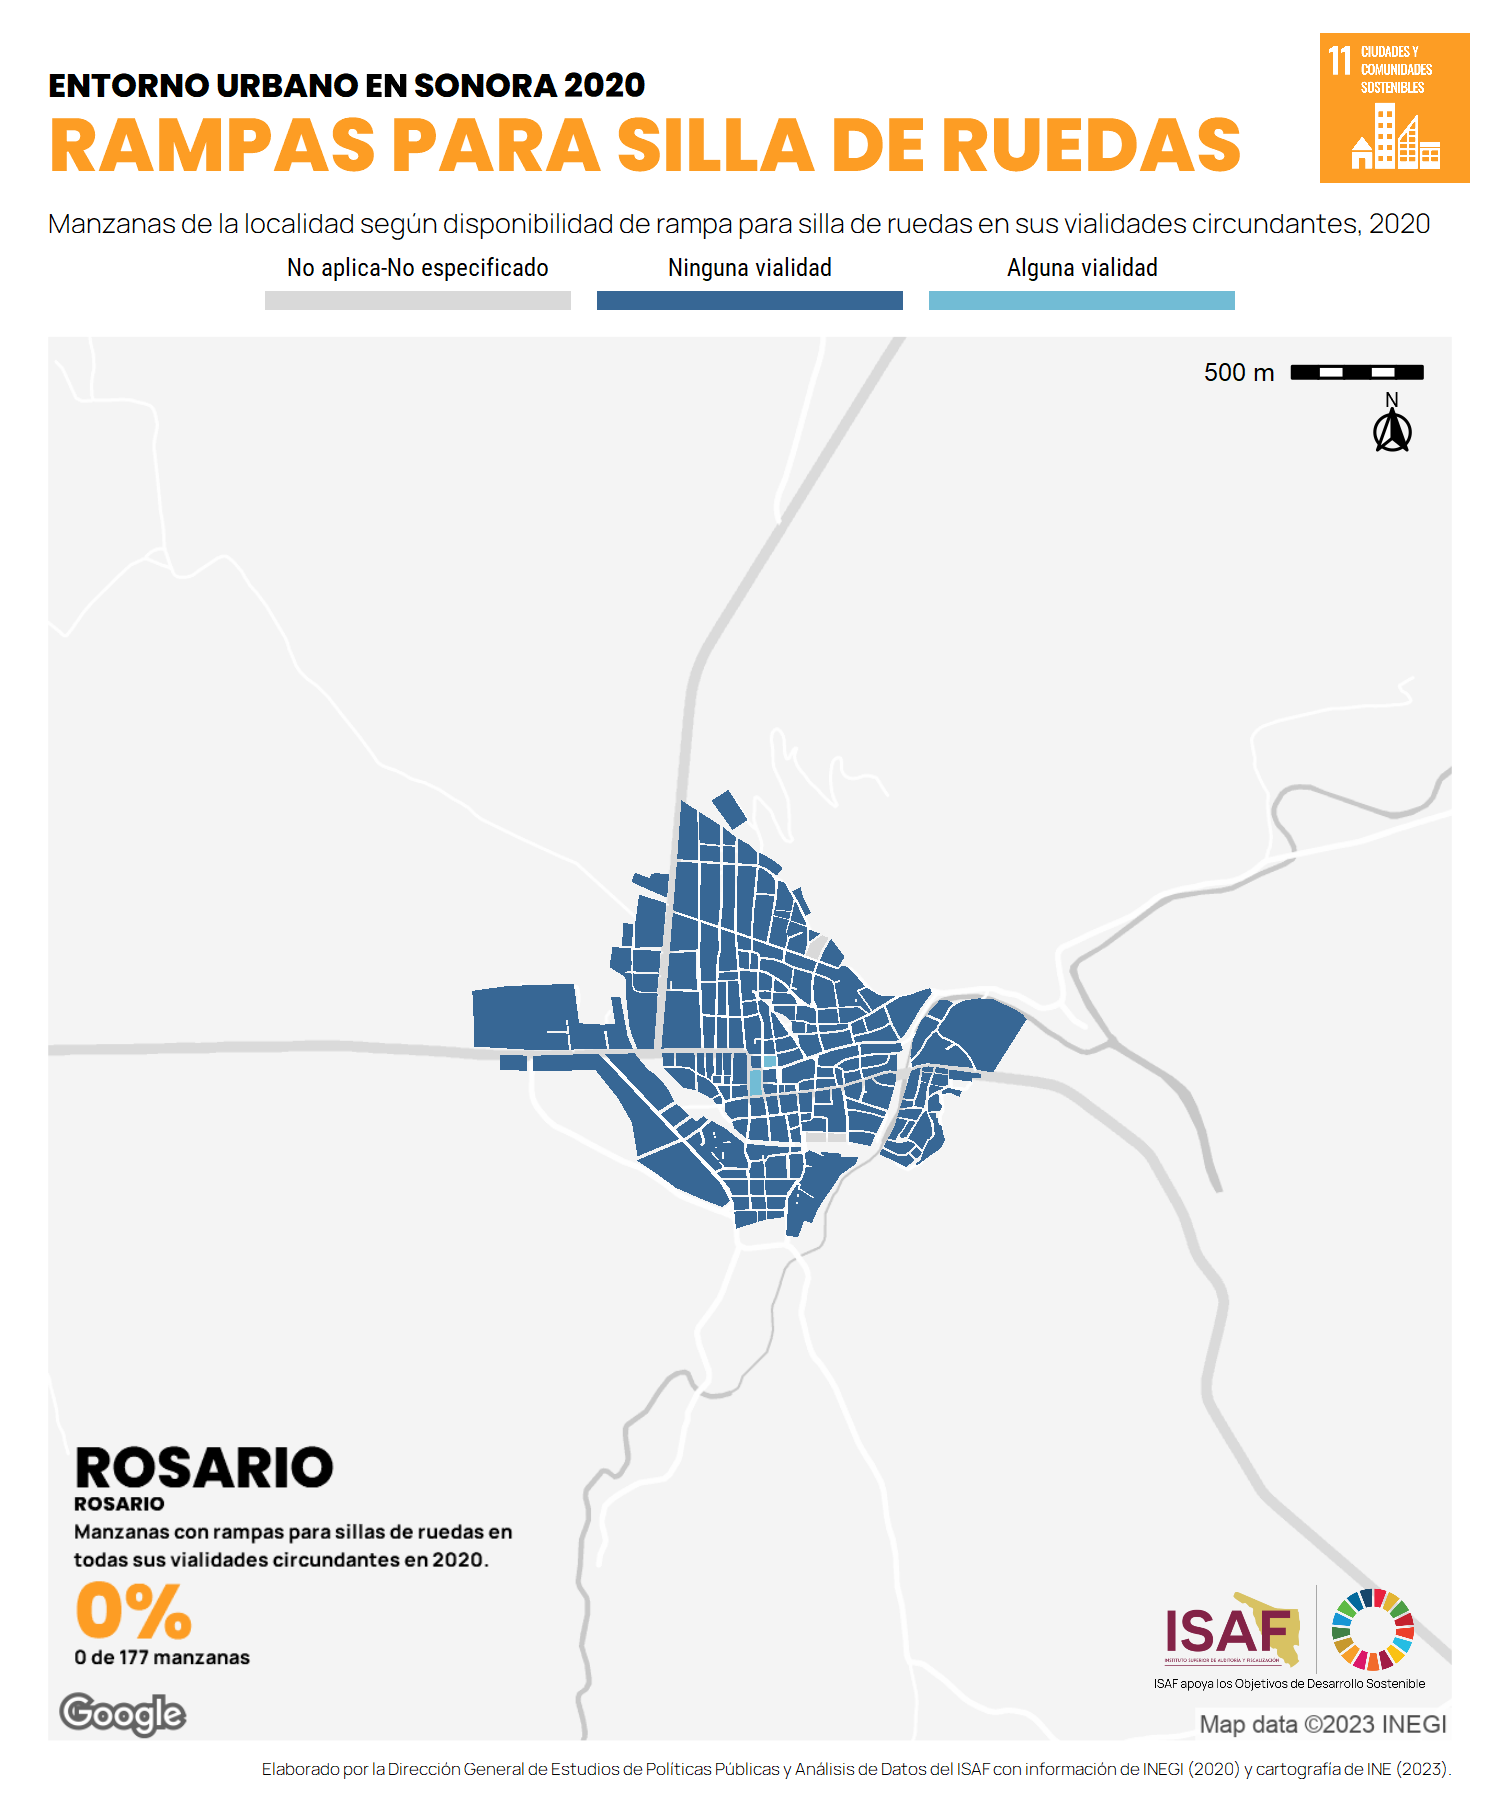 ENTORNO URBANO EN SONORA 2020
RAMPAS PARA SILLA DE RUEDAS
11 CIUDADES Y
COMUNIDADES
SOSTENIBLES
Manzanas de la localidad según disponibilidad de rampa para silla de ruedas en sus vialidades circundantes, 2020
No aplica-No especificado
Ninguna vialidad
Alguna vialidad
500 m
N
ROSARIO
ROSARIO
Manzanas con rampas para sillas de ruedas en
todas sus vialidades circundantes en 2020.
0%
0 de 177 manzanas
ISAF
INSTITUTO SUPERIOR DE AUDITORÍA Y FISCALIZACIÓN
ISAF apoya los Objetivos de Desarrollo Sostenible
Google
Map data ©2023 INEGI
Elaborado por la Dirección General de Estudios de Políticas Públicas y Análisis de Datos del ISAF con información de INEGI (2020) y cartografía de INE (2023).